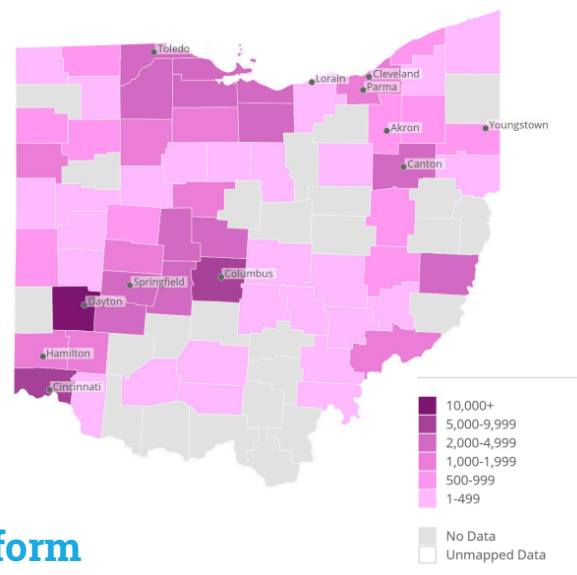 Toledo
Lorain
Cleveland
Parma
Akron
Youngstown
Canton
Columbus
Springfield
Dayton
Hamilton
Cincinnati
10,000+
5,000-9,999
2,000-4,999
1,000-1,999
500-999
1-499
No Data
Unmapped Data
form